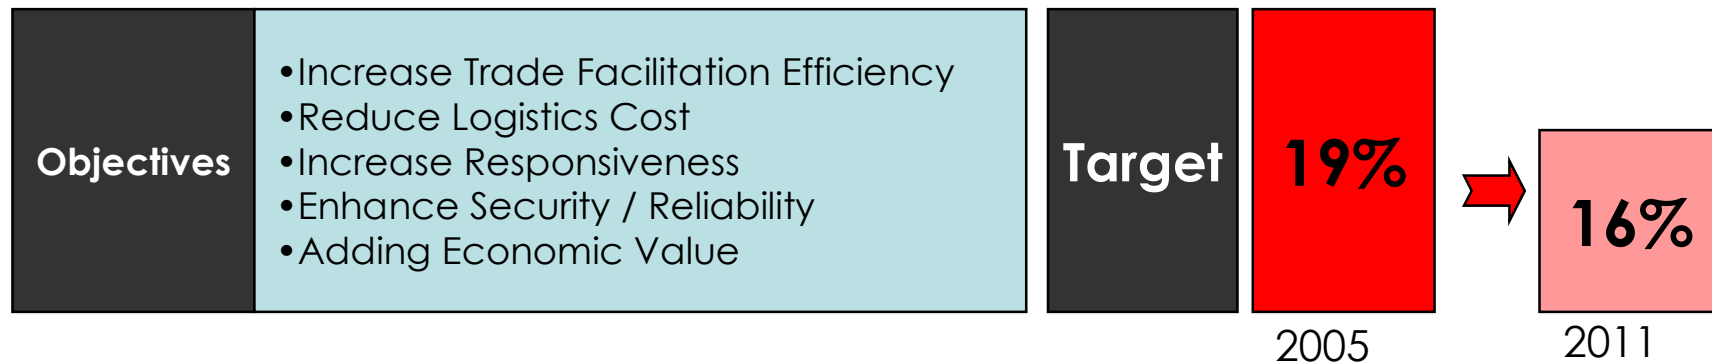 Objectives
•Increase Trade Facilitation Efficiency
•Reduce Logistics Cost
•Increase Responsiveness
•Enhance Security / Reliability
•Adding Economic Value
Target
19%
16%
2005
2011